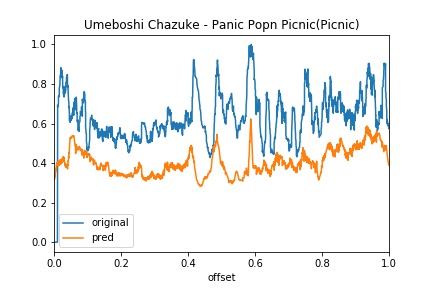 Umeboshi Chazuke - Panic Popn Picnic(Picnic)
1.0
0.8
0.6
0.4
0.2
0.0
original
pred
0.0 0.2 0.4 0.6 0.8 1.0
offset